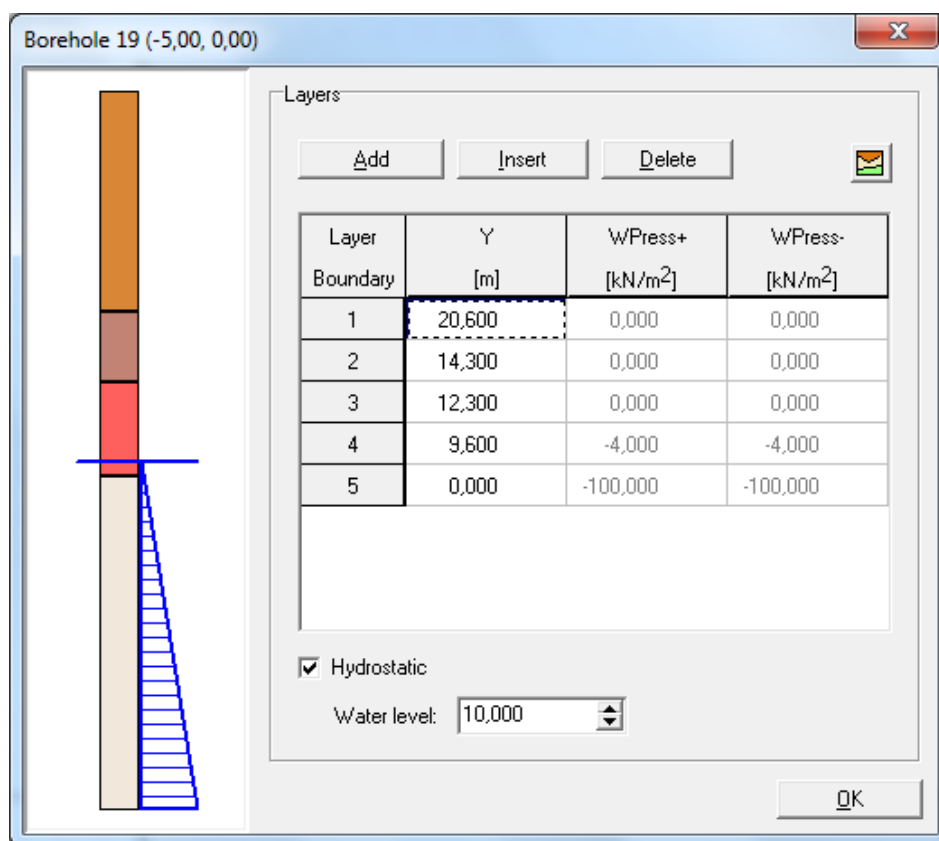 Borehole 19 (-5,00, 0,00)
Layers
Add Insert Delete
Layer Boundary Y [m] WPress+ [kN/m2] WPress- [kN/m2]
1 20,600 0,000 0,000
2 14,300 0,000 0,000
3 12,300 0,000 0,000
4 9,600 -4,000 -4,000
5 0,000 -100,000 -100,000
Hydrostatic
Water level: 10,000
OK